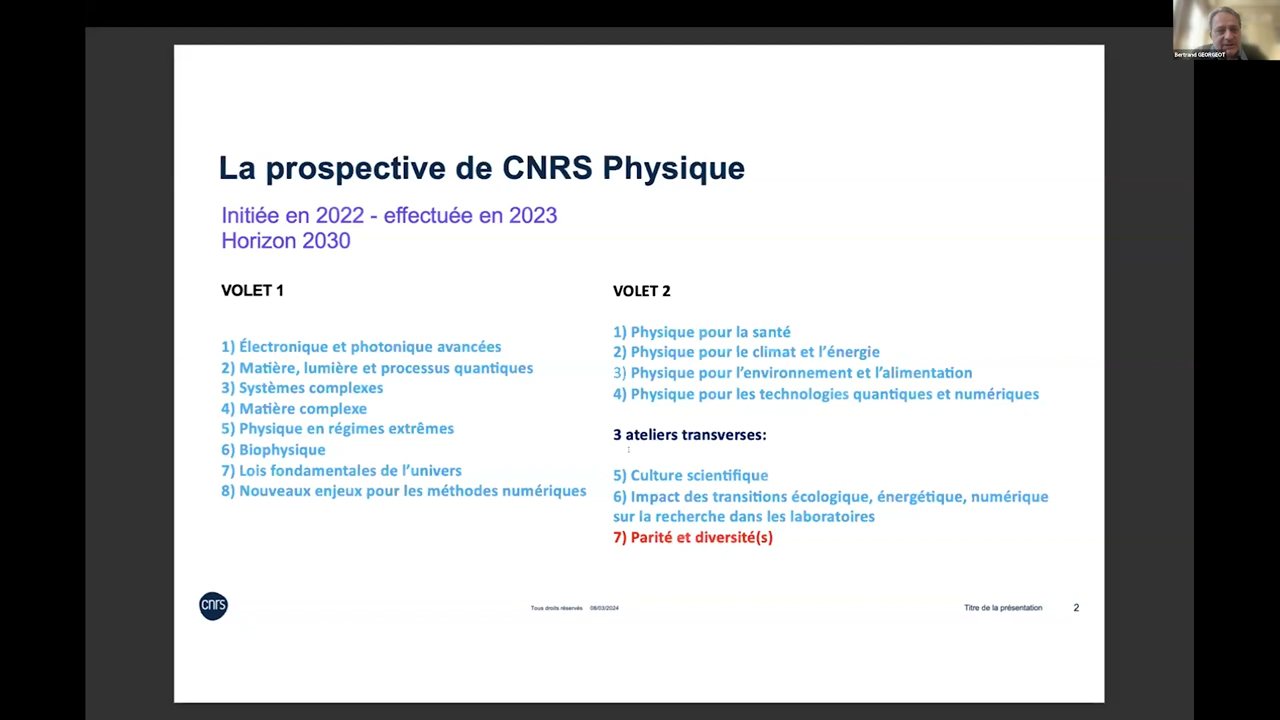 Bertrand GEORGEOT
La prospective de CNRS Physique
Initiée en 2022 - effectuée en 2023
Horizon 2030
VOLET 1
1) Électronique et photonique avancées
2) Matière, lumière et processus quantiques
3) Systèmes complexes
4) Matière complexe
5) Physique en régimes extrêmes
6) Biophysique
7) Lois fondamentales de l'univers
8) Nouveaux enjeux pour les méthodes numériques
VOLET 2
1) Physique pour la santé
2) Physique pour le climat et l'énergie
3) Physique pour l'environnement et l'alimentation
4) Physique pour les technologies quantiques et numériques
3 ateliers transverses:
5) Culture scientifique
6) Impact des transitions écologique, énergétique, numérique
sur la recherche dans les laboratoires
7) Parité et diversité(s)
cnrs
Tous droits réservés 08/03/2024
Titre de la présentation 2